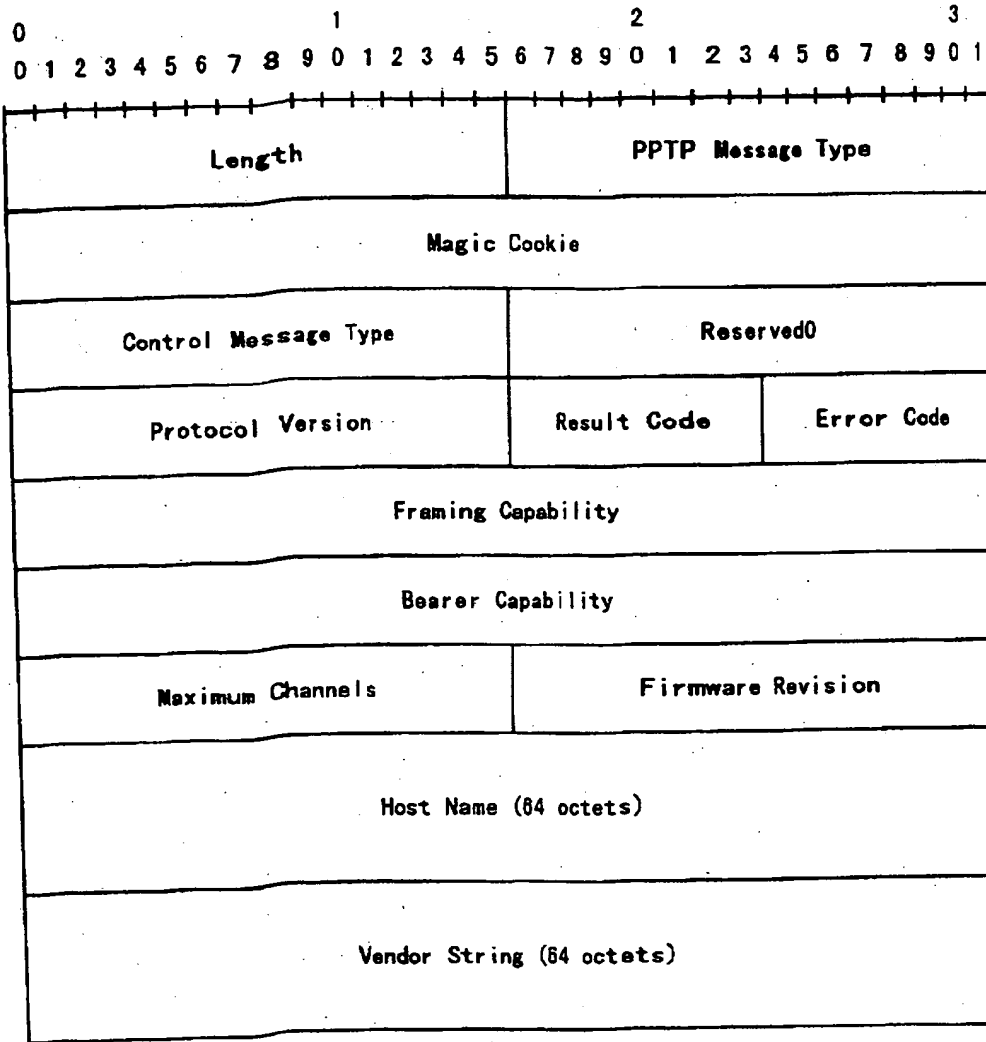 0 1 2 3
0 1 2 3 4 5 6 7 8 9 0 1 2 3 4 5 6 7 8 9 0 1 2 3 4 5 6 7 8 9 0 1
Length PPTP Message Type
Magic Cookie
Control Message Type Reserved0
Protocol Version Result Code Error Code
Framing Capability
Bearer Capability
Maximum Channels Firmware Revision
Host Name (64 octets)
Vendor String (64 octets)